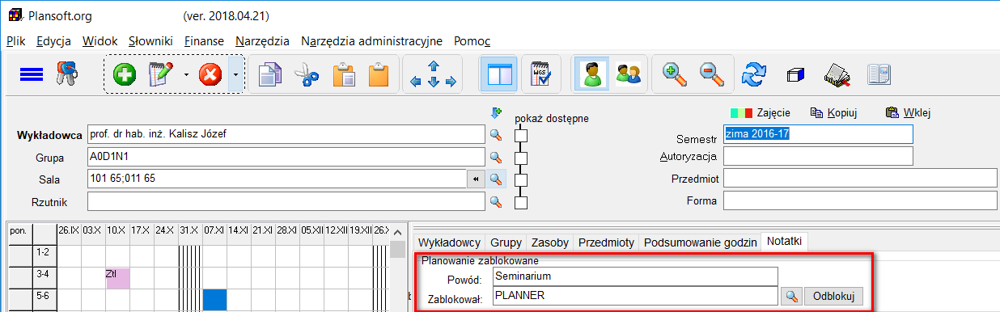 Plansoft.org (ver. 2018.04.21)
Plik Edycja Widok Słowniki Finanse Narzędzia Narzędzia administracyjne Pomoc
WGS
pokaż dostępne
Zajęcie Kopiuj Wklej
Wykładowca prof. dr hab. inż. Kalisz Józef
Semestr zima 2016-17
Grupa A0D1N1
Autoryzacja
Sala 101 65;011 65
Przedmiot
Rzutnik
Forma
pon. 26.IX 03.X 10.X 17.X 24.X 31.X 07.XI 14.XI 21.XI 28.XI 05.XII 12.XII 19.XII 26.X
1-2
3-4 Ztl
5-6
Wykładowcy Grupy Zasoby Przedmioty Podsumowanie godzin Notatki
Planowanie zablokowane
Powód: Seminarium
Zablokował: PLANNER Odblokuj